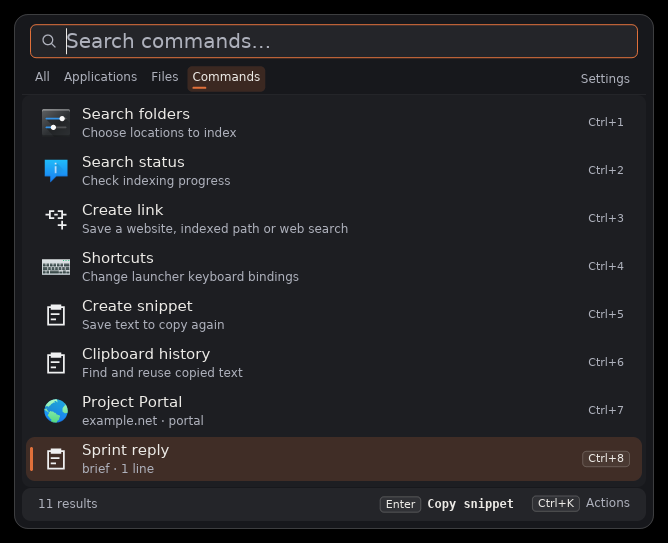 Search commands...
All Applications Files Commands Settings
Search folders
Choose locations to index
Ctrl+1
Search status
Check indexing progress
Ctrl+2
Create link
Save a website, indexed path or web search
Ctrl+3
Shortcuts
Change launcher keyboard bindings
Ctrl+4
Create snippet
Save text to copy again
Ctrl+5
Clipboard history
Find and reuse copied text
Ctrl+6
Project Portal
example.net · portal
Ctrl+7
Sprint reply
brief · 1 line
Ctrl+8
11 results Enter Copy snippet Ctrl+K Actions